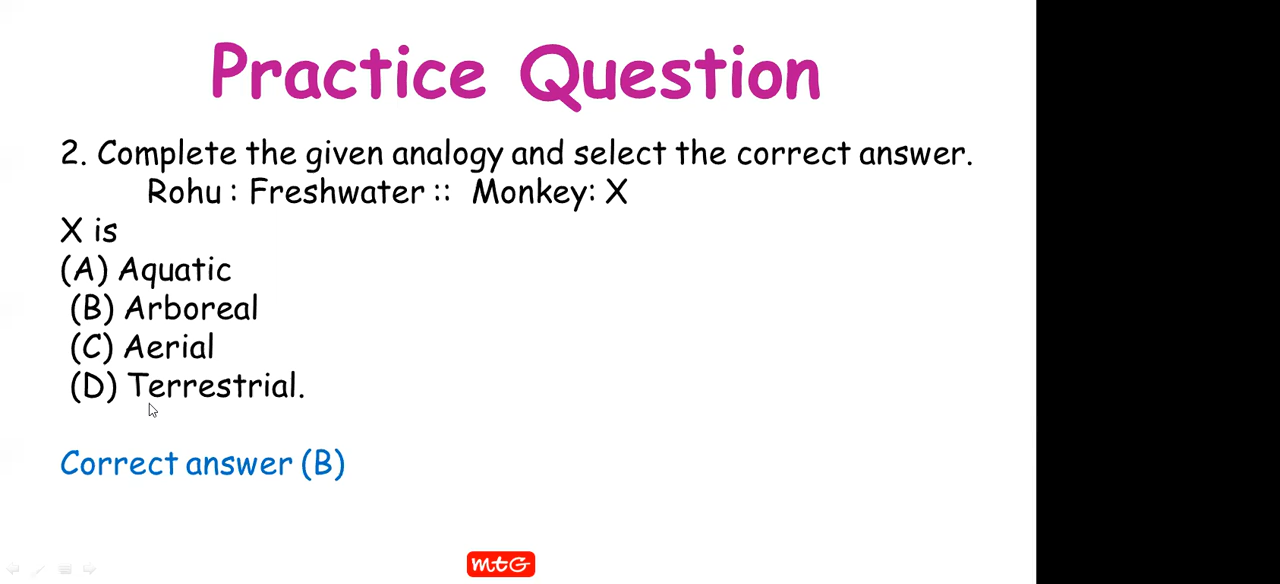 Practice Question
2. Complete the given analogy and select the correct answer.
Rohu : Freshwater :: Monkey: X
X is
(A) Aquatic
(B) Arboreal
(C) Aerial
(D) Terrestrial.
Correct answer (B)
mtG